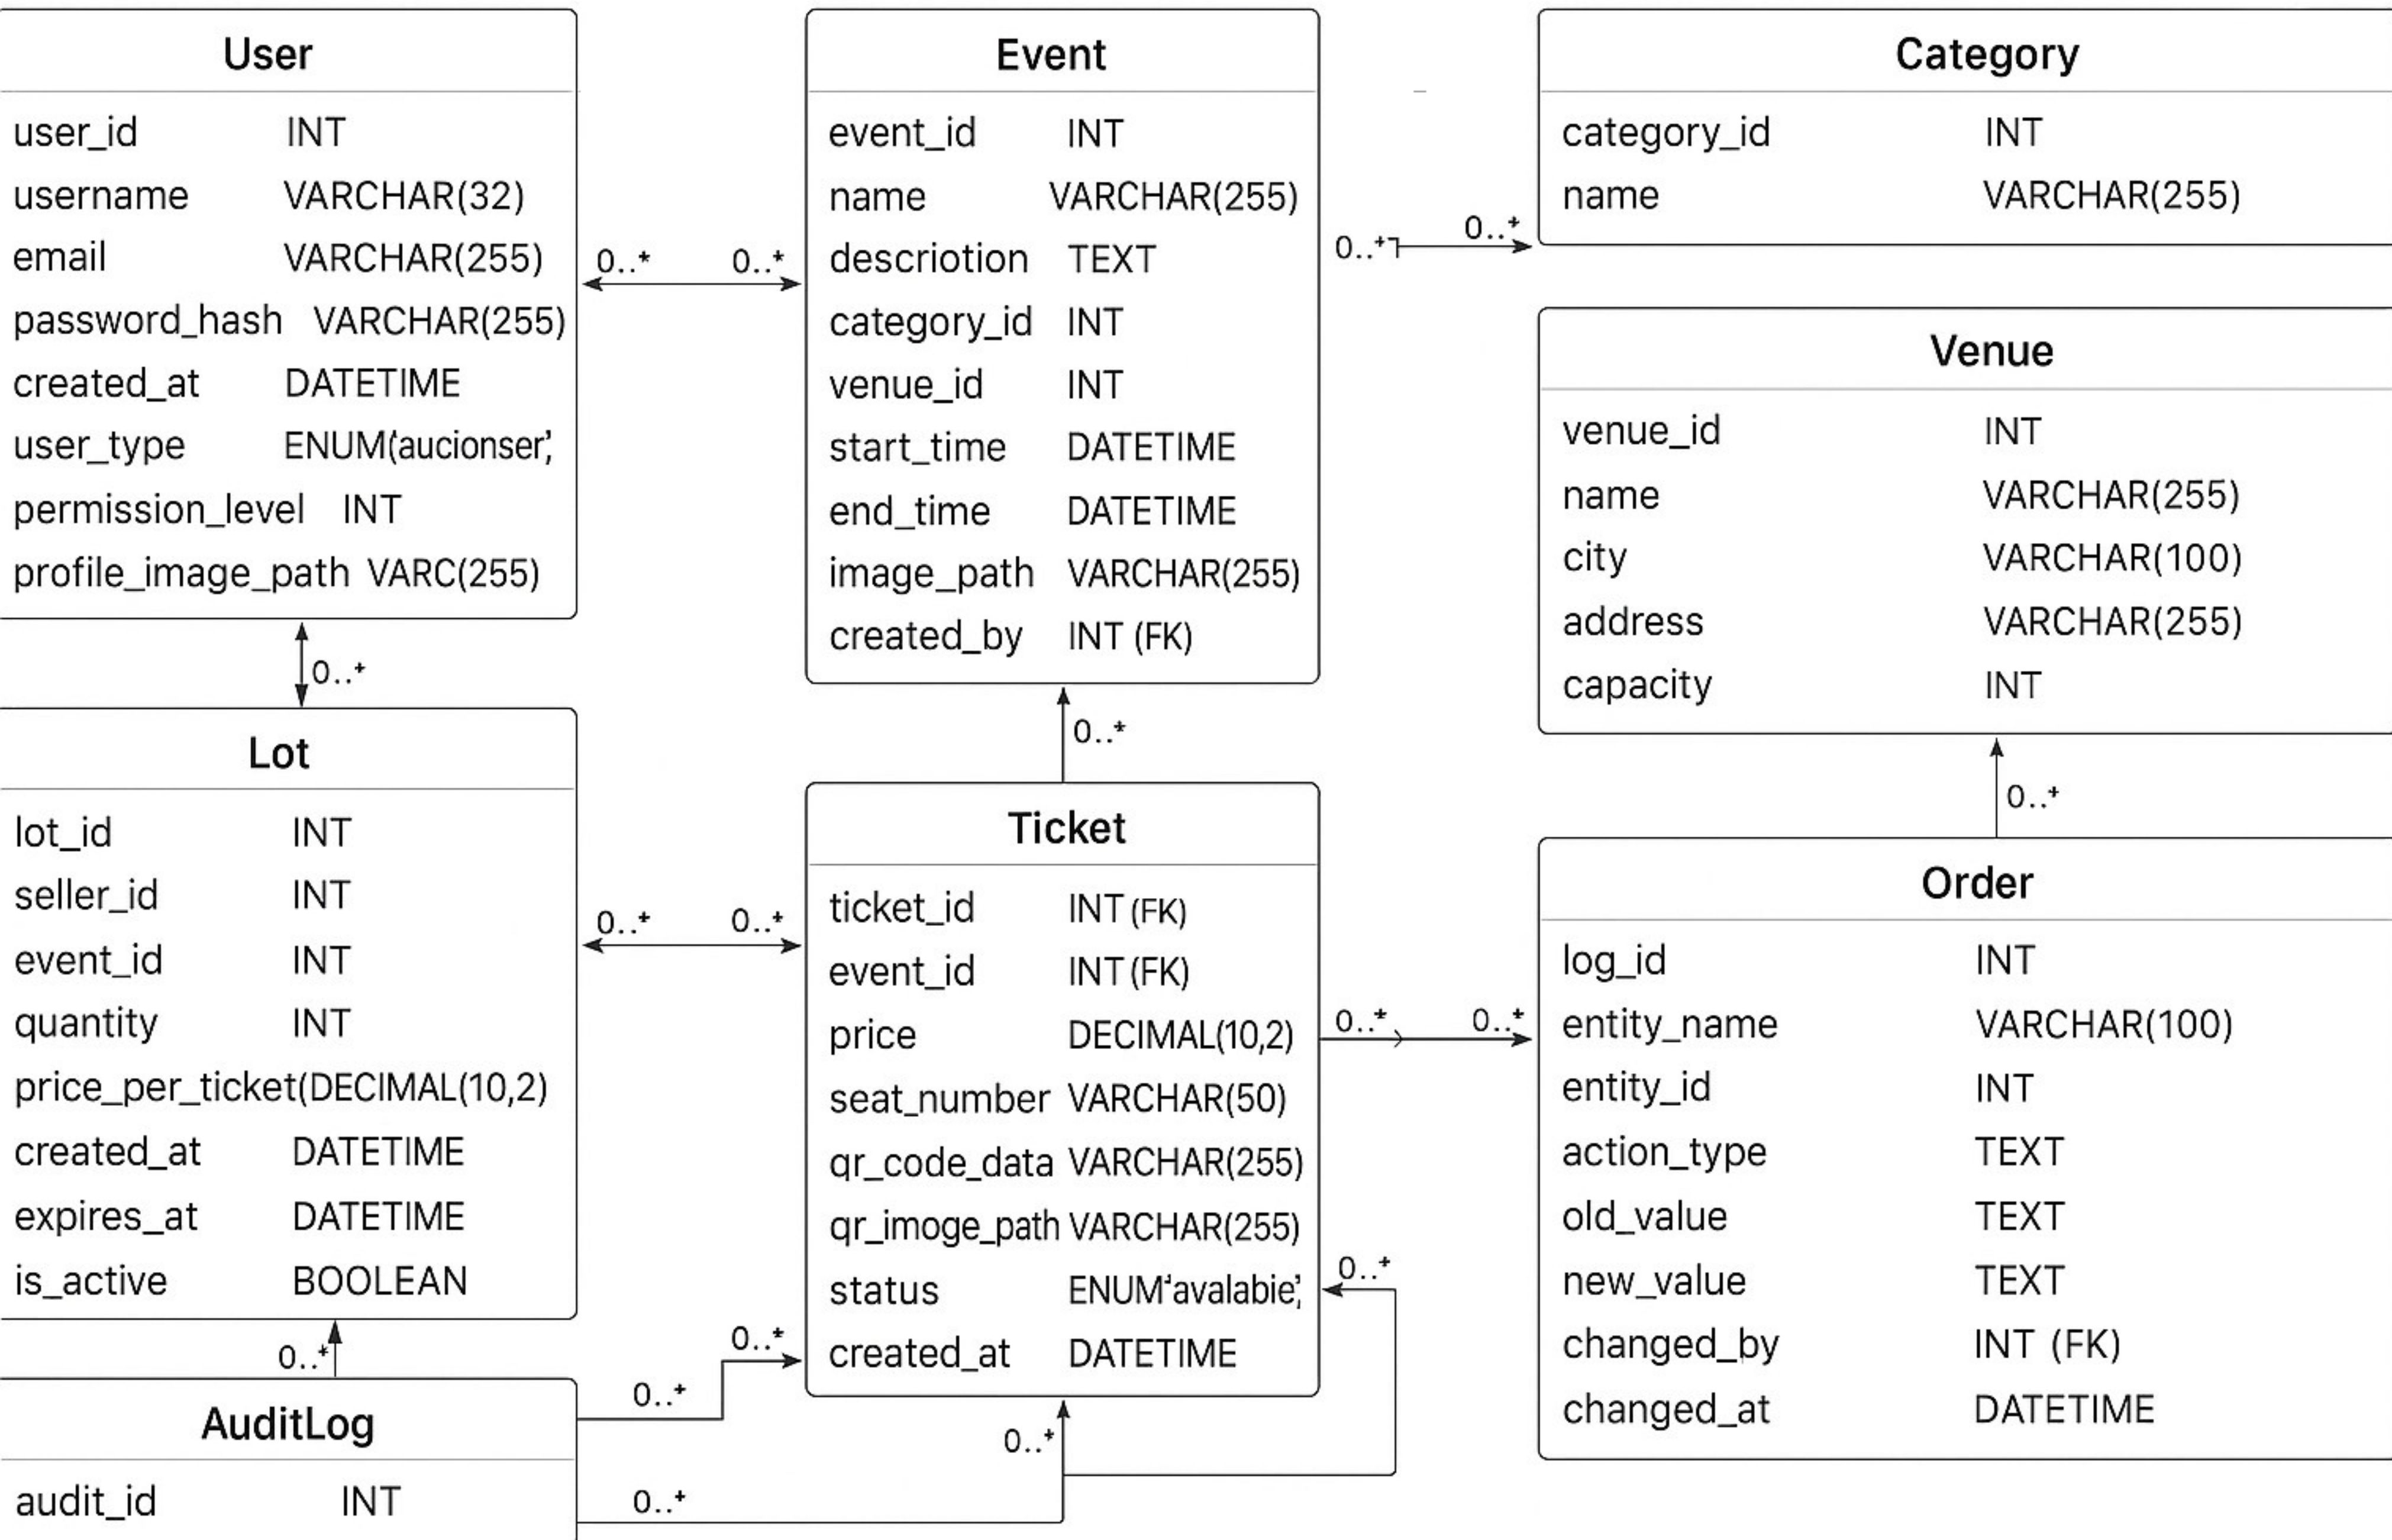 User
user_id INT
username VARCHAR(32)
email VARCHAR(255)
password_hash VARCHAR(255)
created_at DATETIME
user_type ENUM('aucionser',
permission_level INT
profile_image_path VARC(255)
0..* 0..*
Event
event_id INT
name VARCHAR(255)
descriotion TEXT
category_id INT
venue_id INT
start_time DATETIME
end_time DATETIME
image_path VARCHAR(255)
created_by INT (FK)
0..* 0..*
Category
category_id INT
name VARCHAR(255)
Venue
venue_id INT
name VARCHAR(255)
city VARCHAR(100)
address VARCHAR(255)
capacity INT
0..*
0..*
0..*
Lot
lot_id INT
seller_id INT
event_id INT
quantity INT
price_per_ticket(DECIMAL(10,2)
created_at DATETIME
expires_at DATETIME
is_active BOOLEAN
0..* 0..*
Ticket
ticket_id INT (FK)
event_id INT (FK)
price DECIMAL(10,2)
seat_number VARCHAR(50)
qr_code_data VARCHAR(255)
qr_imoge_path VARCHAR(255)
status ENUM'avalabie',
created_at DATETIME
0..* 0..*
0..*
Order
log_id INT
entity_name VARCHAR(100)
entity_id INT
action_type TEXT
old_value TEXT
new_value TEXT
changed_by INT (FK)
changed_at DATETIME
0..*
0..*
0..*
0..*
0..*
AuditLog
audit_id INT